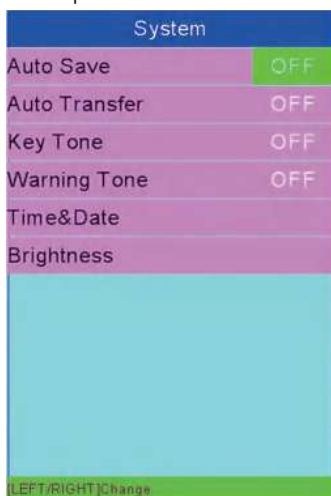 System
Auto Save OFF
Auto Transfer OFF
Key Tone OFF
Warning Tone OFF
Time&Date
Brightness
[LEFT/RIGHT]Change